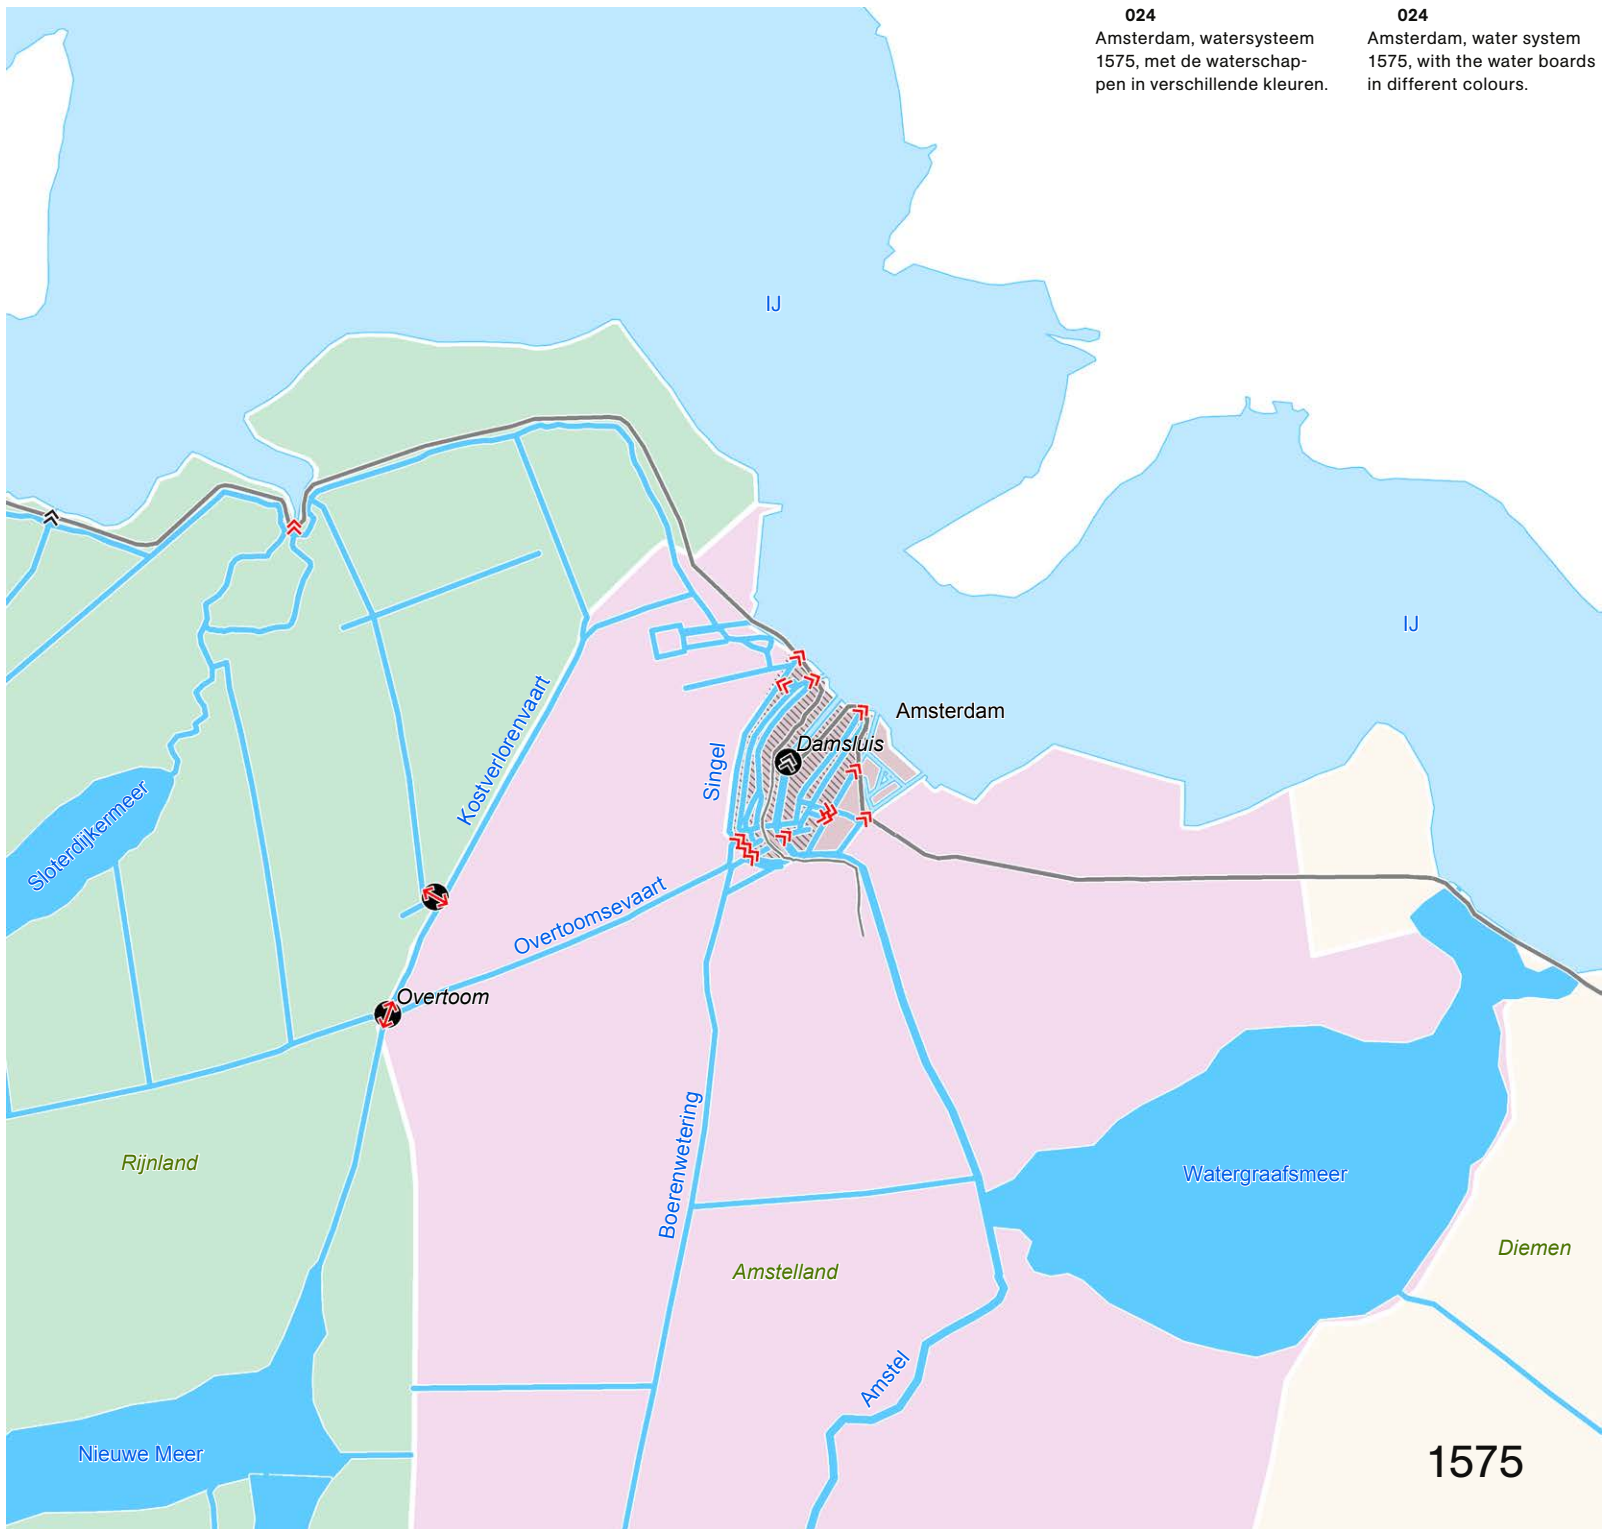 024
Amsterdam, watersysteem
1575, met de waterschap-
pen in verschillende kleuren.
024
Amsterdam, water system
1575, with the water boards
in different colours.
IJ
IJ
Amsterdam
Damsluis
Singel
Kostverlorenvaart
Sloterdijkermeer
Overtoomsevaart
Overtoom
Boerenwetering
Rijnland
Watergraafsmeer
Diemen
Amstelland
Amstel
Nieuwe Meer
1575